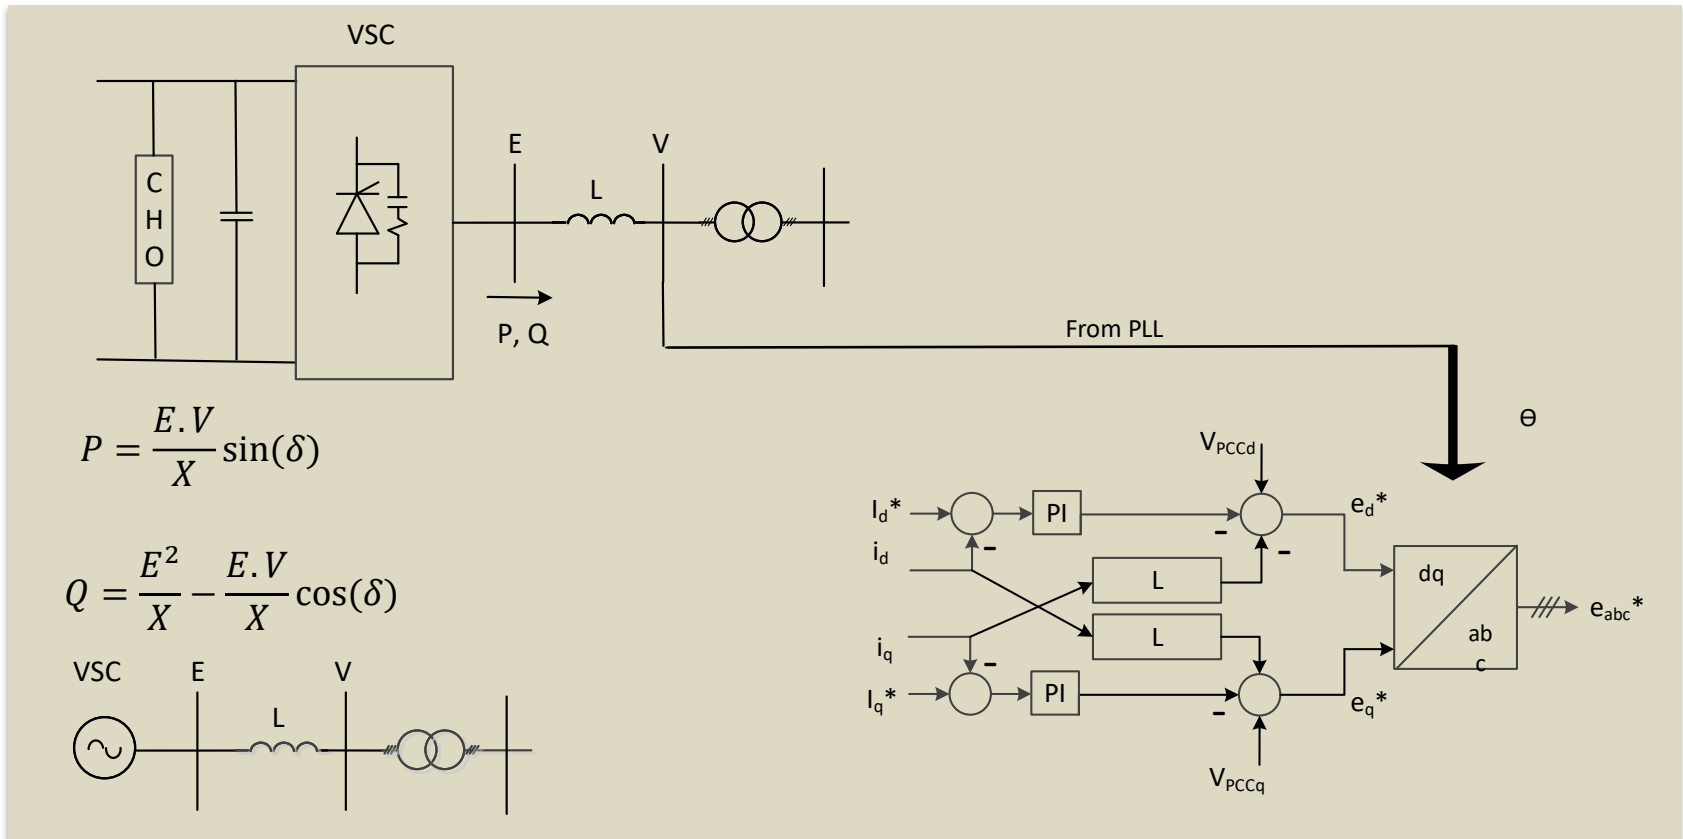 VSC
C
H
O
E
L
V
P, Q
From PLL
Ө
P = E.V/X sin(δ)
Q = E²/X − E.V/X cos(δ)
VSC
E
L
V
V_PCCd
I_d*
PI
-
e_d*
-
-
i_d
L
dq
abc
e_abc*
L
i_q
-
I_q*
PI
-
e_q*
V_PCCq